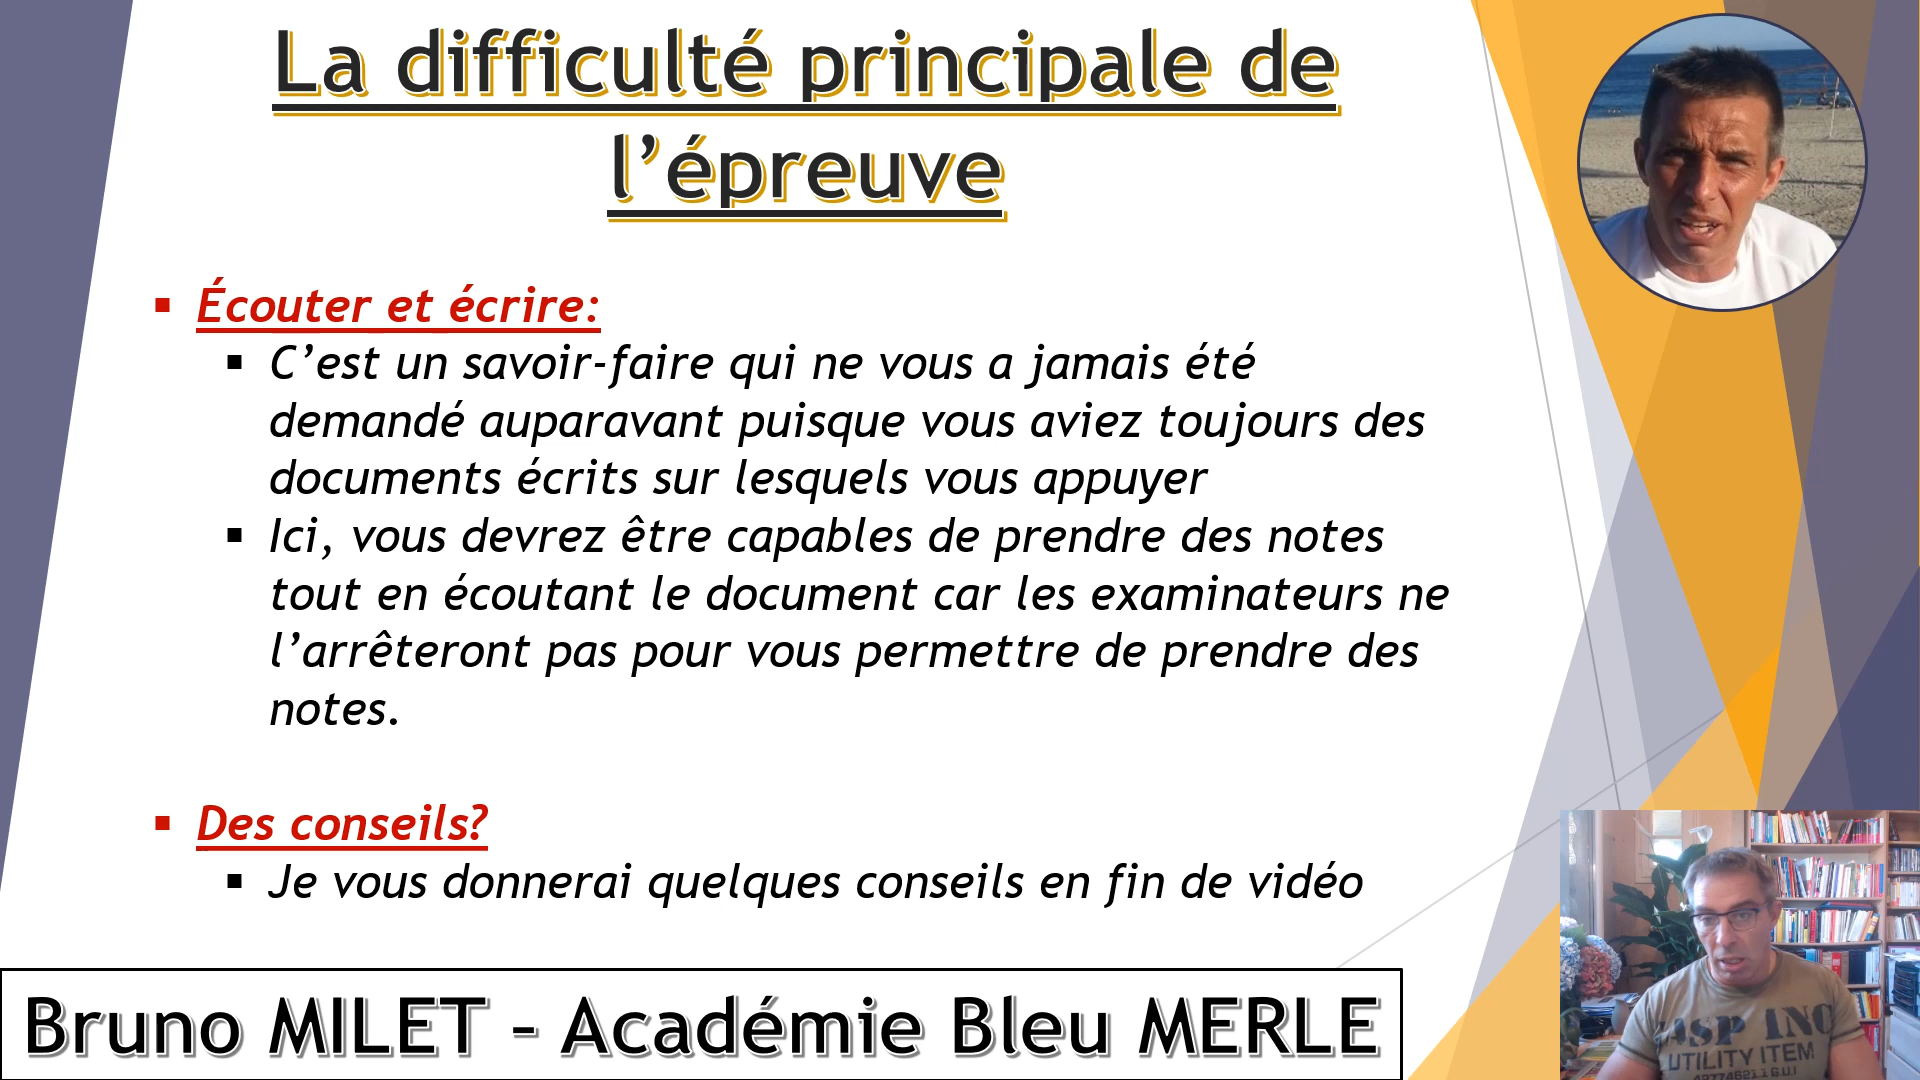 La difficulté principale de
l’épreuve
Écouter et écrire:
C’est un savoir-faire qui ne vous a jamais été
demandé auparavant puisque vous aviez toujours des
documents écrits sur lesquels vous appuyer
Ici, vous devrez être capables de prendre des notes
tout en écoutant le document car les examinateurs ne
l’arrêteront pas pour vous permettre de prendre des
notes.
Des conseils?
Je vous donnerai quelques conseils en fin de vidéo
Bruno MILET – Académie Bleu MERLE
UTILITY ITEM